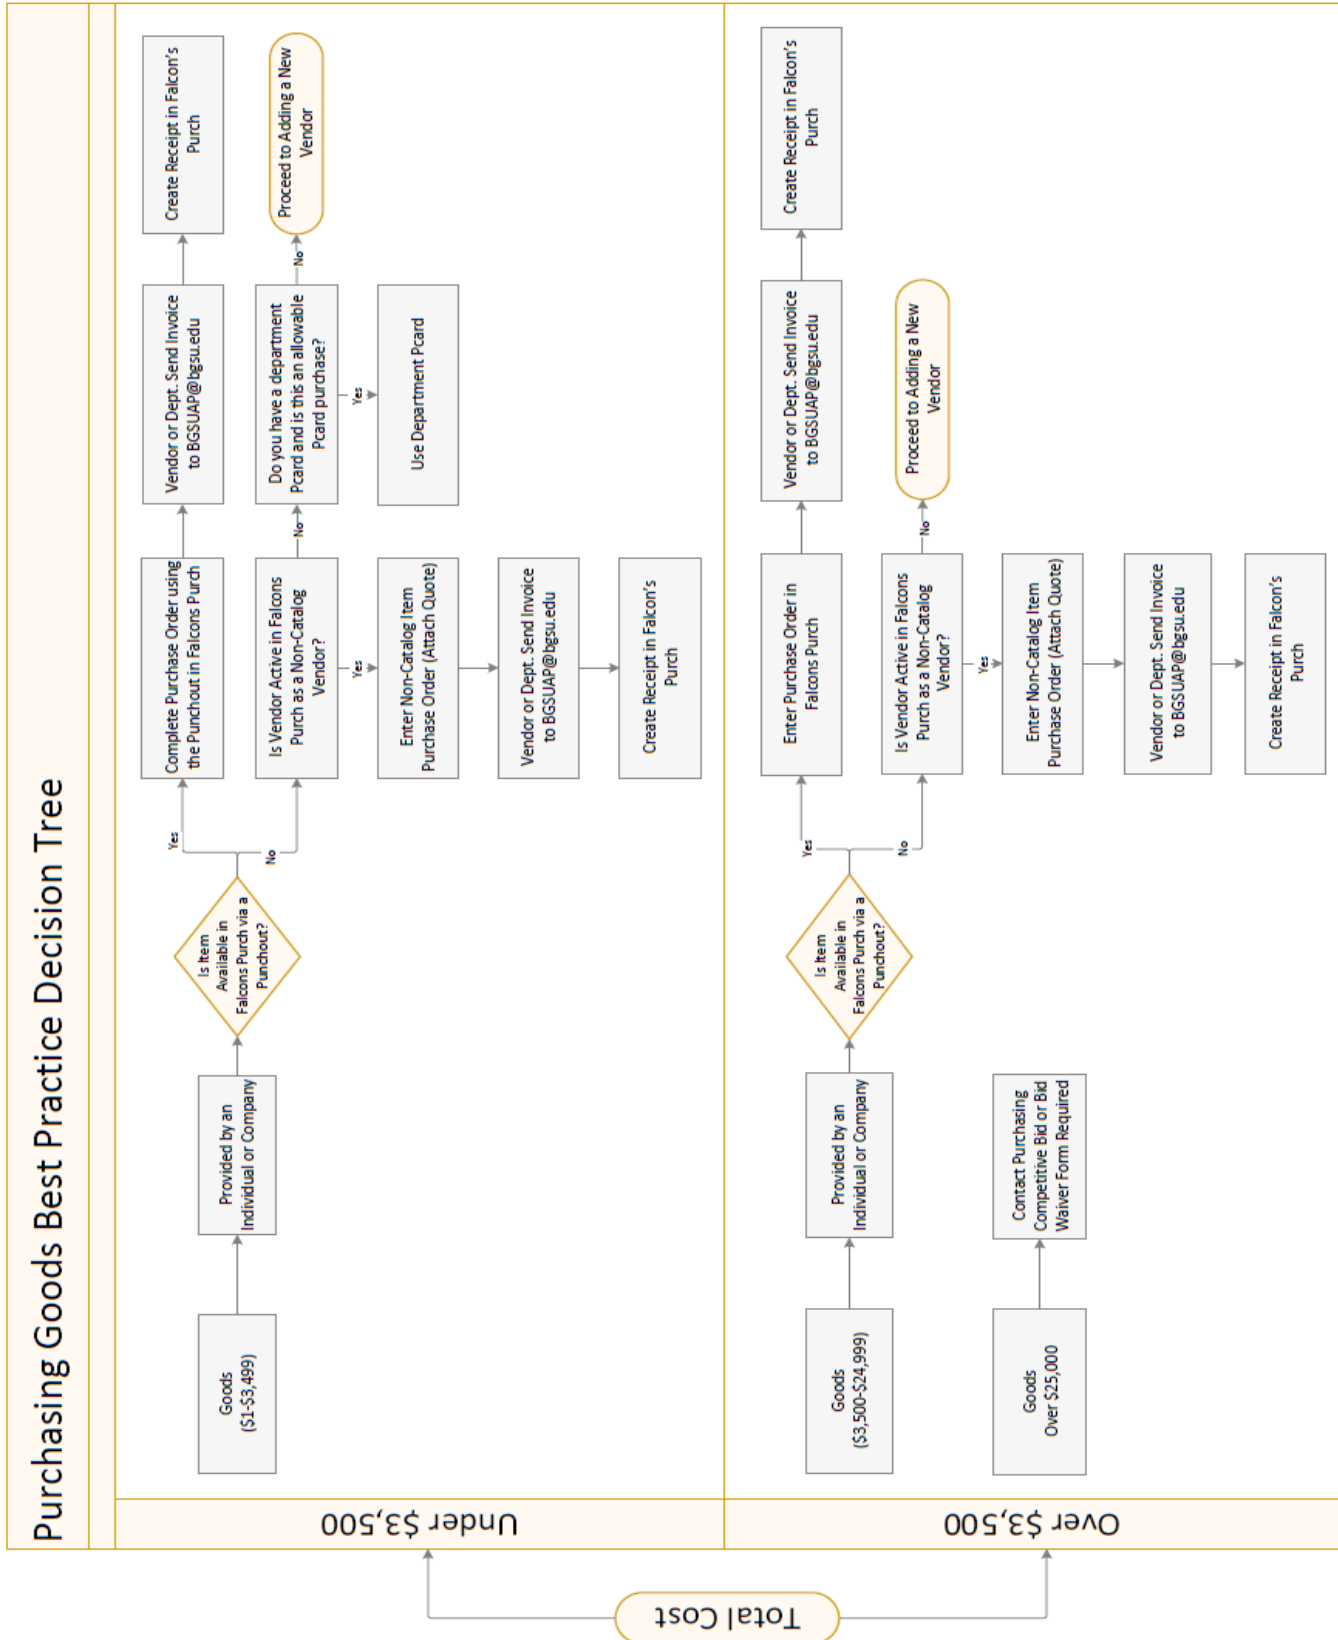 Purchasing Goods Best Practice Decision Tree
Total Cost
Under $3,500
Goods
($1-$3,499)
Provided by an
Individual or Company
Is Item
Available in
Falcons Purch via a
Punchout?
Yes
No
Complete Purchase Order using
the Punchout in Falcons Purch
Vendor or Dept. Send Invoice
to BGSUAP@bgsu.edu
Create Receipt in Falcon's
Purch
Is Vendor Active in Falcons
Purch as a Non-Catalog
Vendor?
No
Do you have a department
Pcard and is this an allowable
Pcard purchase?
No
Proceed to Adding a New
Vendor
Yes
Use Department Pcard
Yes
Enter Non-Catalog Item
Purchase Order (Attach Quote)
Vendor or Dept. Send Invoice
to BGSUAP@bgsu.edu
Create Receipt in Falcon's
Purch
Over $3,500
Goods
($3,500-$24,999)
Provided by an
Individual or Company
Is Item
Available in
Falcons Purch via a
Punchout?
Yes
No
Enter Purchase Order in
Falcons Purch
Vendor or Dept. Send Invoice
to BGSUAP@bgsu.edu
Create Receipt in Falcon's
Purch
Is Vendor Active in Falcons
Purch as a Non-Catalog
Vendor?
No
Proceed to Adding a New
Vendor
Yes
Enter Non-Catalog Item
Purchase Order (Attach Quote)
Vendor or Dept. Send Invoice
to BGSUAP@bgsu.edu
Create Receipt in Falcon's
Purch
Goods
Over $25,000
Contact Purchasing
Competitive Bid or Bid
Waiver Form Required